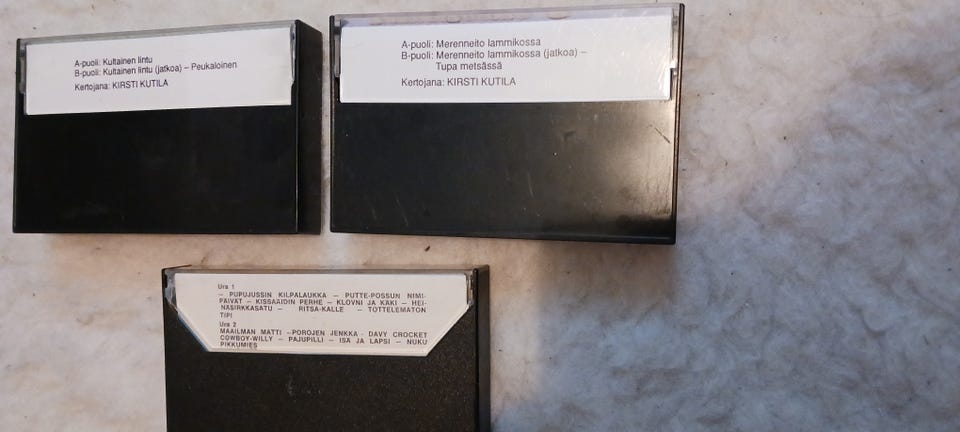 A-puoli: Kultainen lintu
B-puoli: Kultainen lintu (jatkoa) – Peukaloinen
Kertojana: KIRSTI KUTILA
A-puoli: Merenneito lammikossa
B-puoli: Merenneito lammikossa (jatkoa) –
Tupa metsässä
Kertojana: KIRSTI KUTILA
Ura 1
– PUPUJUSSIN KILPALAUKKA – PUTTE-POSSUN NIMI-
PÄIVÄT – KISSAÄIDIN PERHE – KLOVNI JA KÄKI – HEI-
NÄSIRKKASATU – RITSA-KALLE – TOTTELEMATON
TIPI
Ura 2
MAAILMAN MATTI –POROJEN JENKKA - DAVY CROCKET
COWBOY-WILLY – PAJUPILLI – ISÄ JA LAPSI – NUKU
PIKKUMIES